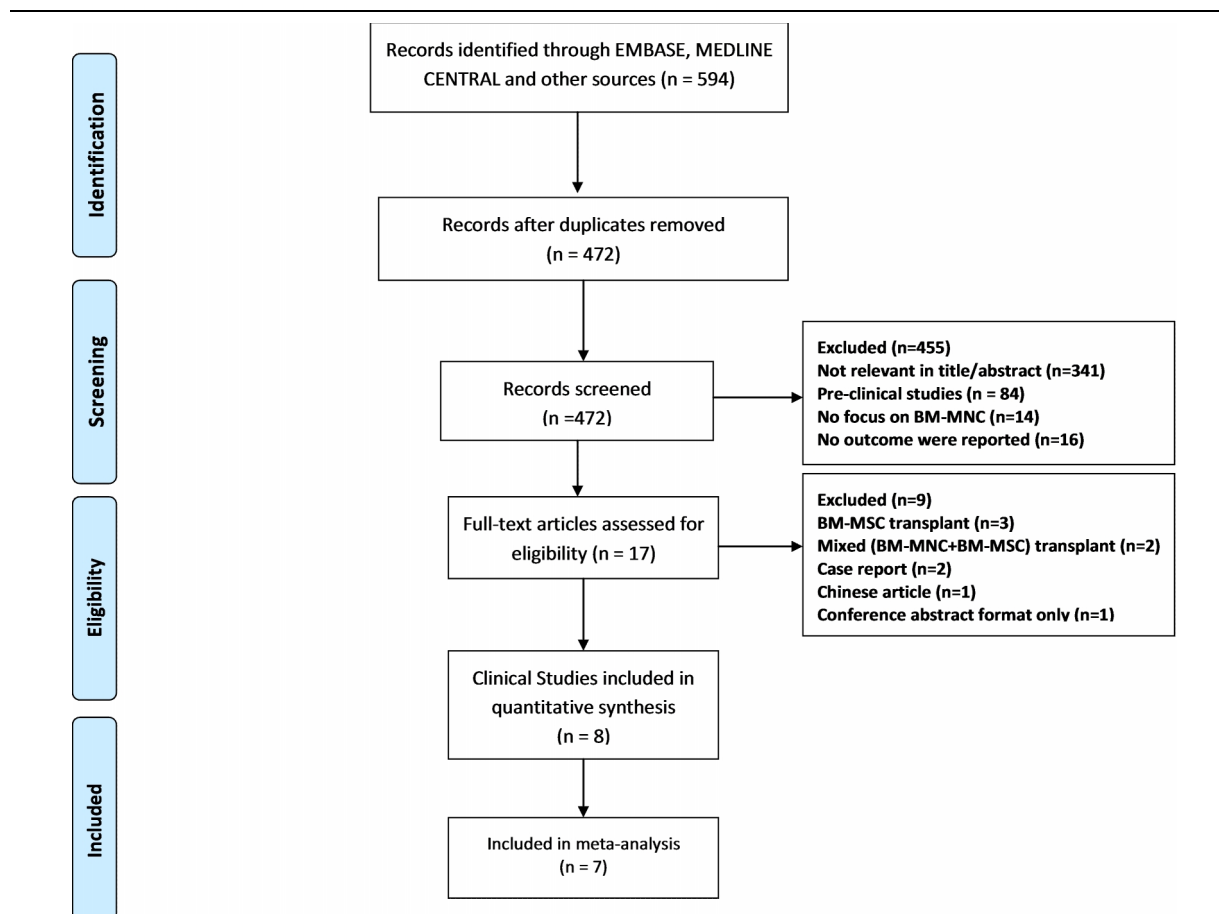 Identification
Records identified through EMBASE, MEDLINE
CENTRAL and other sources (n = 594)
Records after duplicates removed
(n = 472)
Screening
Records screened
(n =472)
Excluded (n=455)
Not relevant in title/abstract (n=341)
Pre-clinical studies (n = 84)
No focus on BM-MNC (n=14)
No outcome were reported (n=16)
Eligibility
Full-text articles assessed for
eligibility (n = 17)
Excluded (n=9)
BM-MSC transplant (n=3)
Mixed (BM-MNC+BM-MSC) transplant (n=2)
Case report (n=2)
Chinese article (n=1)
Conference abstract format only (n=1)
Clinical Studies included in
quantitative synthesis
(n = 8)
Included
Included in meta-analysis
(n = 7)